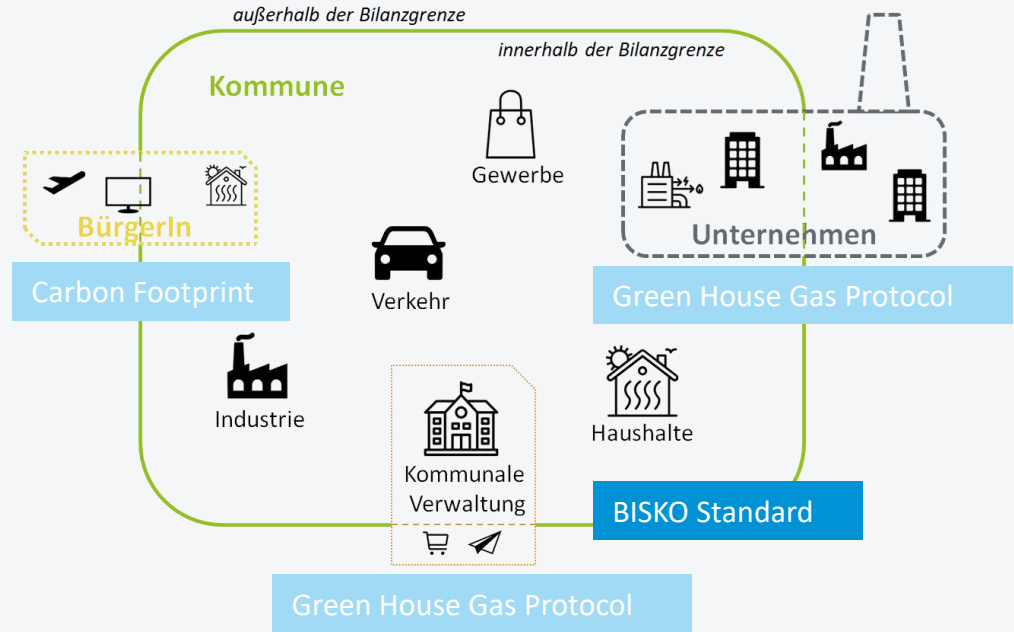 außerhalb der Bilanzgrenze
innerhalb der Bilanzgrenze
Kommune
Gewerbe
BürgerIn
Unternehmen
Carbon Footprint
Green House Gas Protocol
Verkehr
Industrie
Haushalte
Kommunale
Verwaltung
BISKO Standard
Green House Gas Protocol